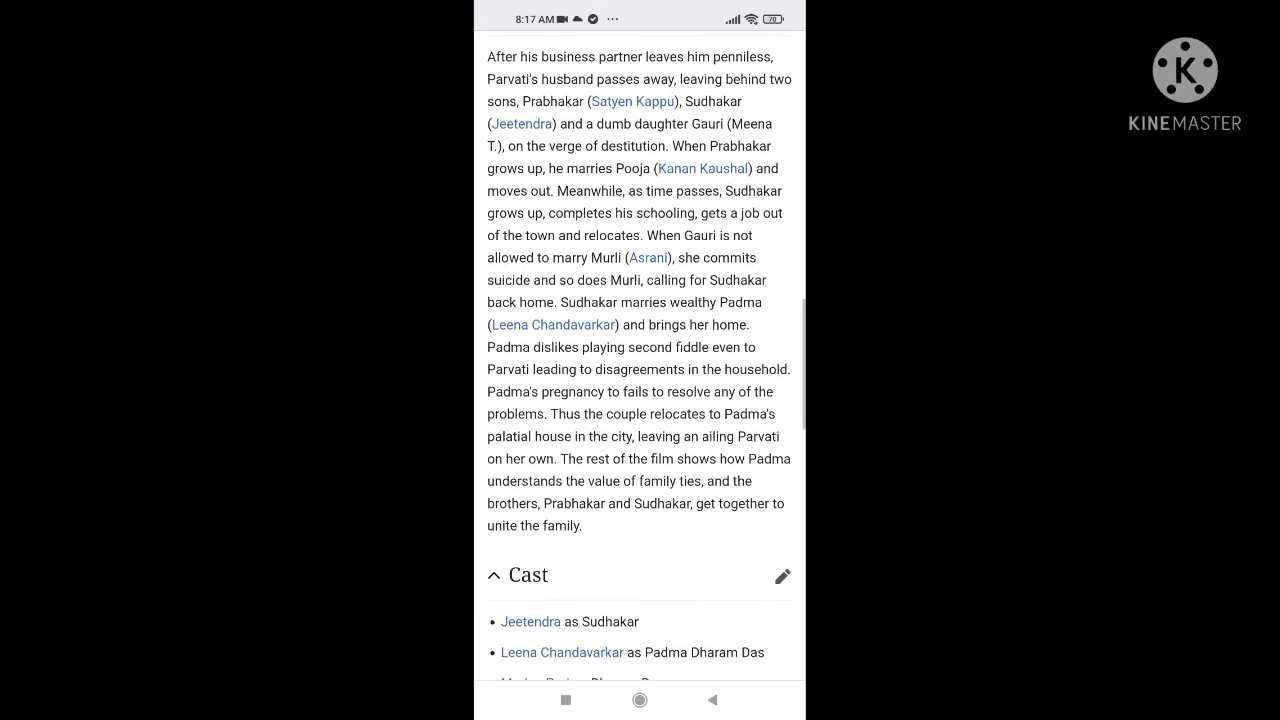 8:17 AM
70
K
KINEMASTER
After his business partner leaves him penniless,
Parvati's husband passes away, leaving behind two
sons, Prabhakar (Satyen Kappu), Sudhakar
(Jeetendra) and a dumb daughter Gauri (Meena
T.), on the verge of destitution. When Prabhakar
grows up, he marries Pooja (Kanan Kaushal) and
moves out. Meanwhile, as time passes, Sudhakar
grows up, completes his schooling, gets a job out
of the town and relocates. When Gauri is not
allowed to marry Murli (Asrani), she commits
suicide and so does Murli, calling for Sudhakar
back home. Sudhakar marries wealthy Padma
(Leena Chandavarkar) and brings her home.
Padma dislikes playing second fiddle even to
Parvati leading to disagreements in the household.
Padma's pregnancy to fails to resolve any of the
problems. Thus the couple relocates to Padma's
palatial house in the city, leaving an ailing Parvati
on her own. The rest of the film shows how Padma
understands the value of family ties, and the
brothers, Prabhakar and Sudhakar, get together to
unite the family.
Cast
• Jeetendra as Sudhakar
• Leena Chandavarkar as Padma Dharam Das